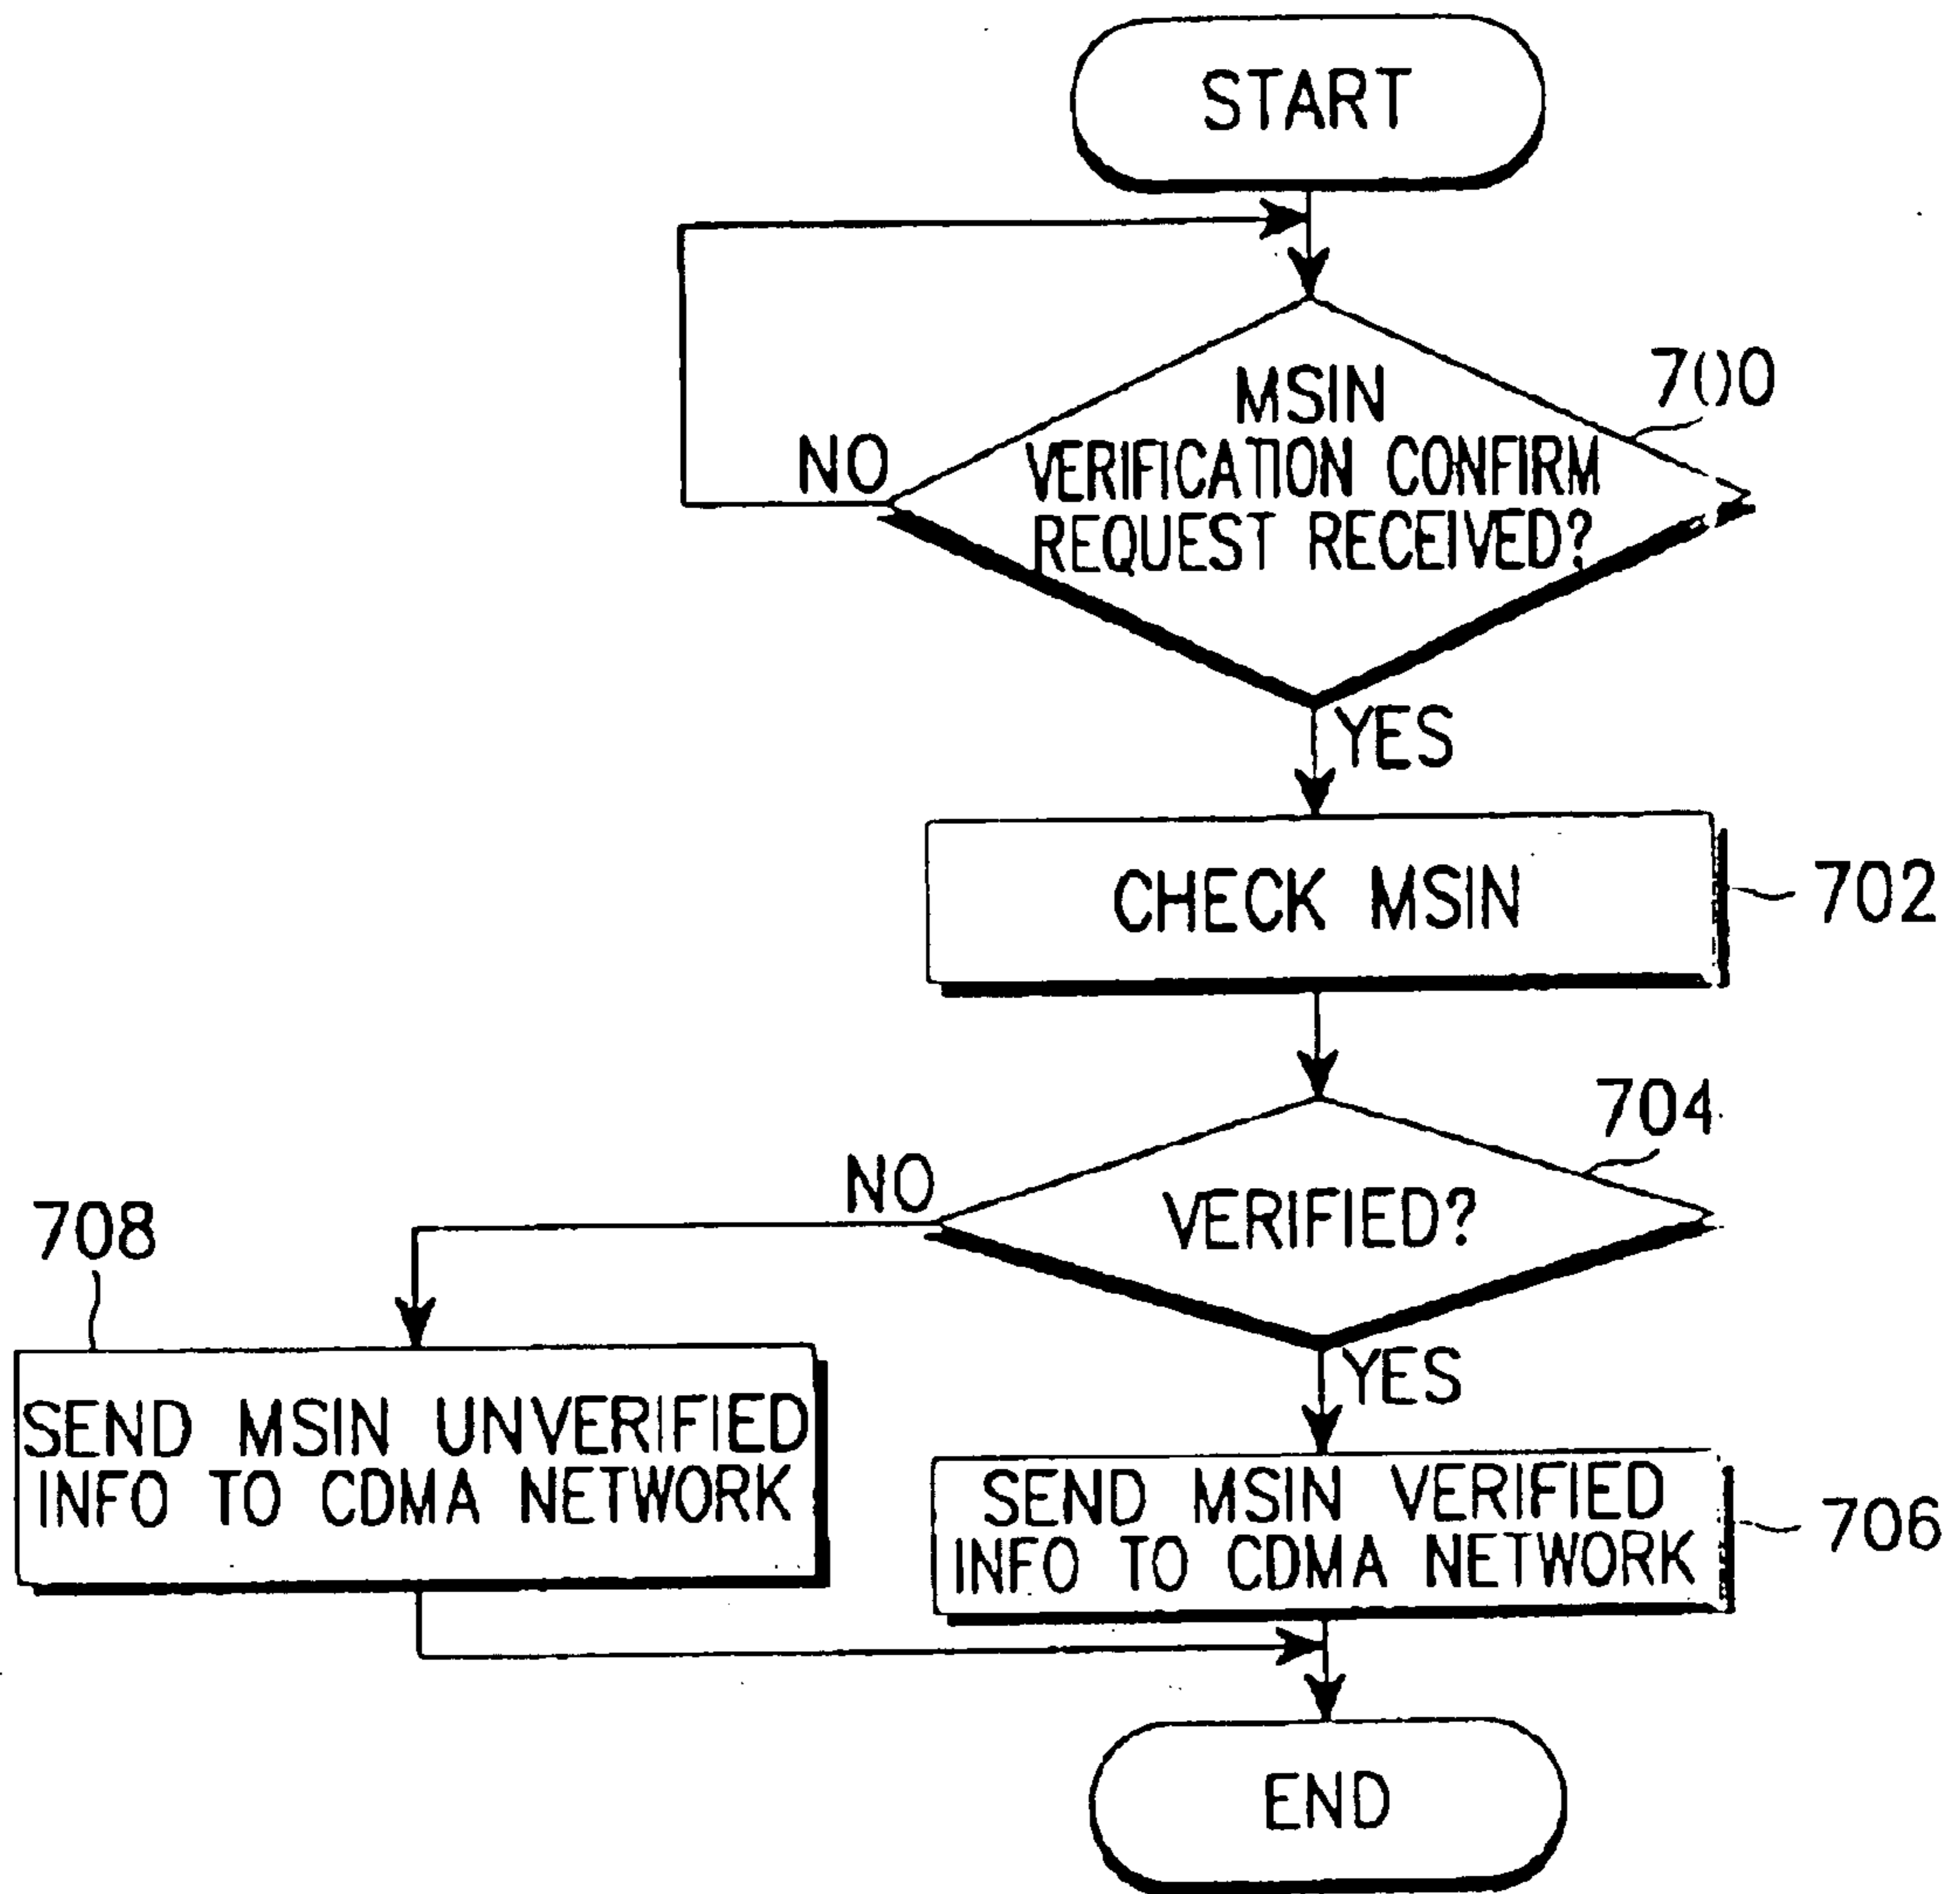 START
700
MSIN
NO
VERIFICATION CONFIRM
REQUEST RECEIVED?
YES
CHECK MSIN
702
704
NO
VERIFIED?
708
YES
SEND MSIN UNVERIFIED
INFO TO CDMA NETWORK
SEND MSIN VERIFIED
INFO TO CDMA NETWORK
706
END